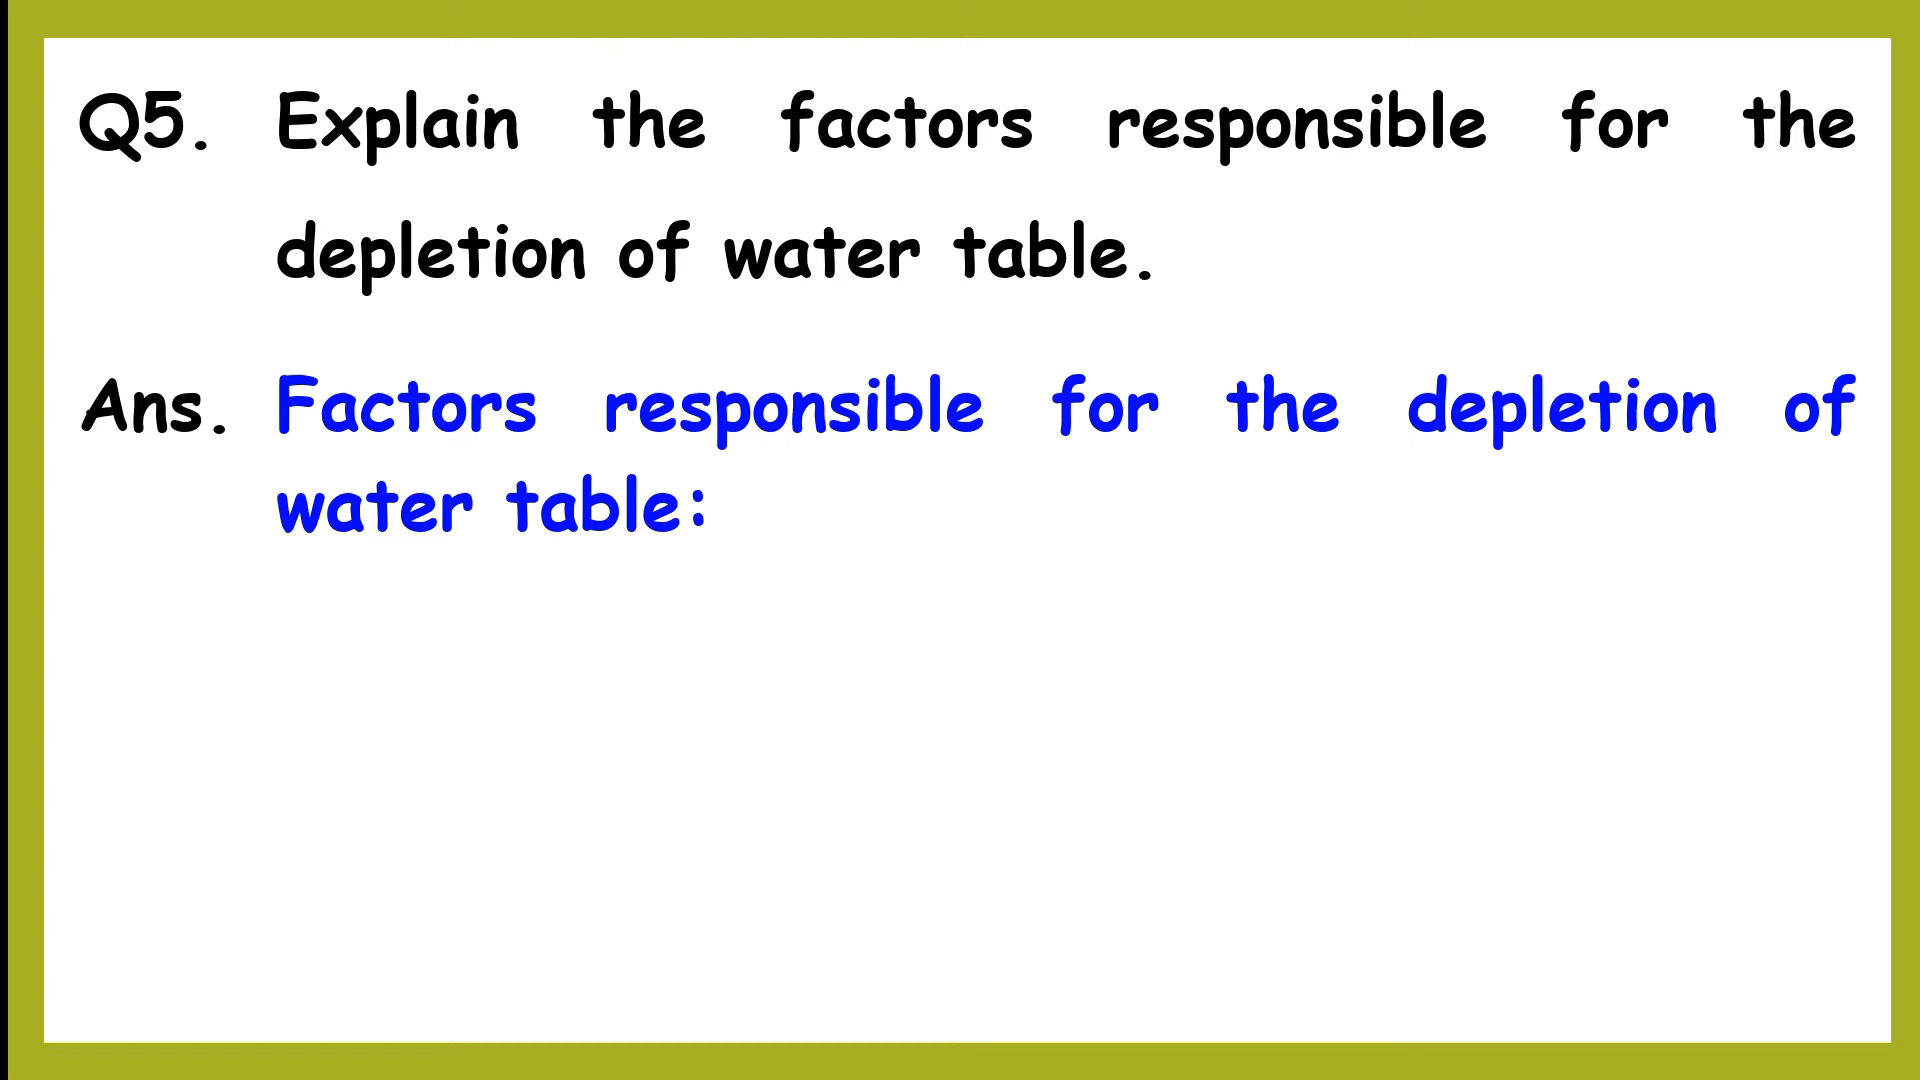 Q5. Explain the factors responsible for the
depletion of water table.
Ans. Factors responsible for the depletion of
water table: